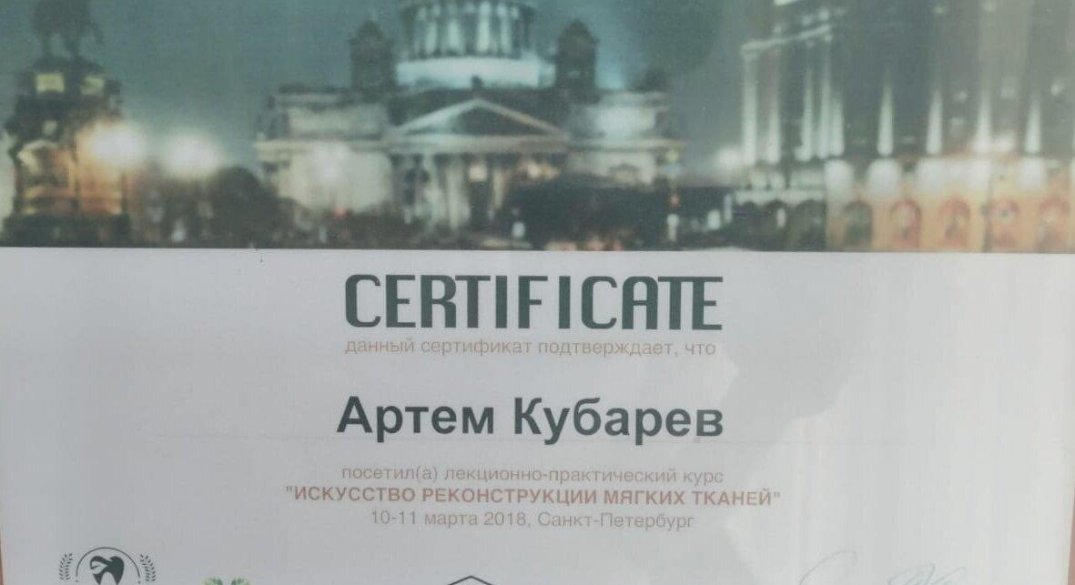 CERTIFICATE
данный сертификат подтверждает, что
Артем Кубарев
посетил(а) лекционно-практический курс
"ИСКУССТВО РЕКОНСТРУКЦИИ МЯГКИХ ТКАНЕЙ"
10-11 марта 2018, Санкт-Петербург